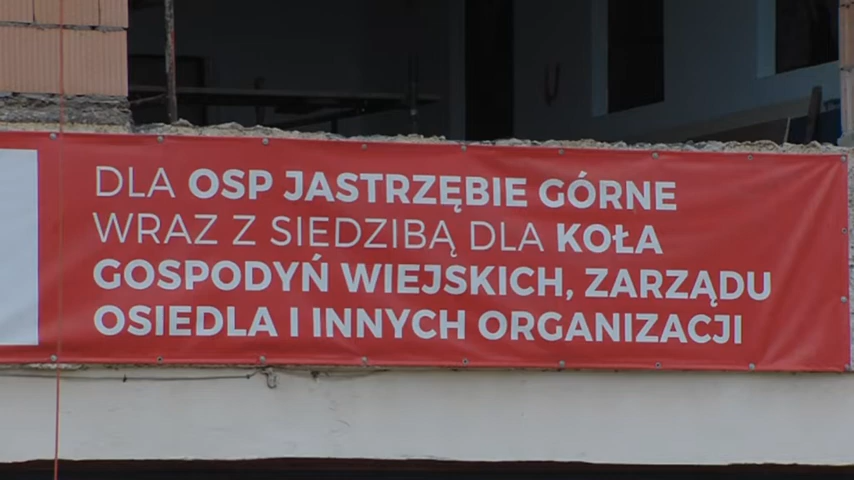 DLA OSP JASTRZĘBIE GÓRNE
WRAZ Z SIEDZIBĄ DLA KOŁA
GOSPODYŃ WIEJSKICH, ZARZĄDU
OSIEDLA I INNYCH ORGANIZACJI